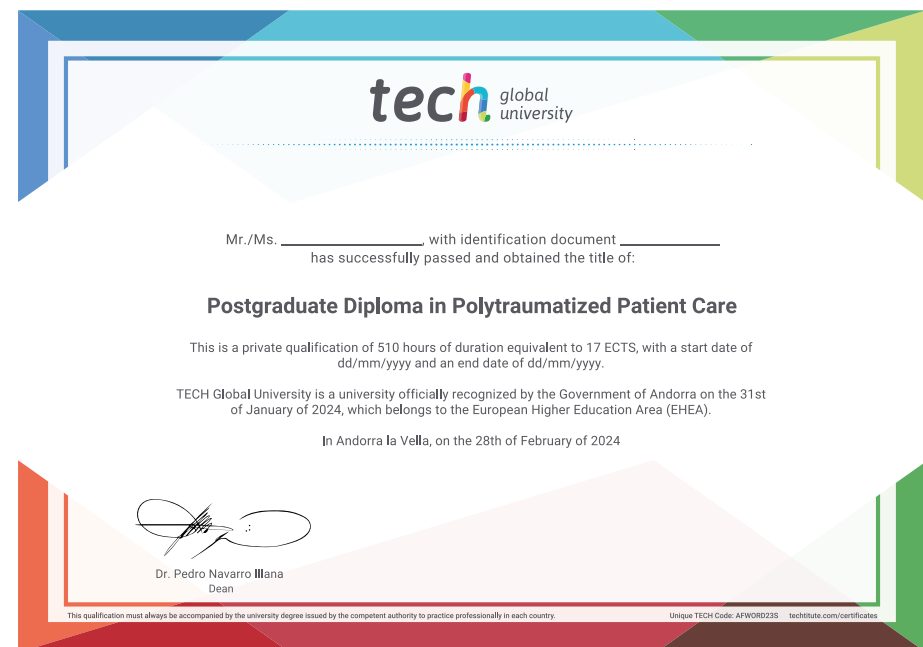 tech global university
Mr./Ms. ____________, with identification document ____________
has successfully passed and obtained the title of:
Postgraduate Diploma in Polytraumatized Patient Care
This is a private qualification of 510 hours of duration equivalent to 17 ECTS, with a start date of
dd/mm/yyyy and an end date of dd/mm/yyyy.
TECH Global University is a university officially recognized by the Government of Andorra on the 31st
of January of 2024, which belongs to the European Higher Education Area (EHEA).
In Andorra la Vella, on the 28th of February of 2024
Dr. Pedro Navarro Illana
Dean
This qualification must always be accompanied by the university degree issued by the competent authority to practice professionally in each country.
Unique TECH Code: AFWORD23S techtitute.com/certificates